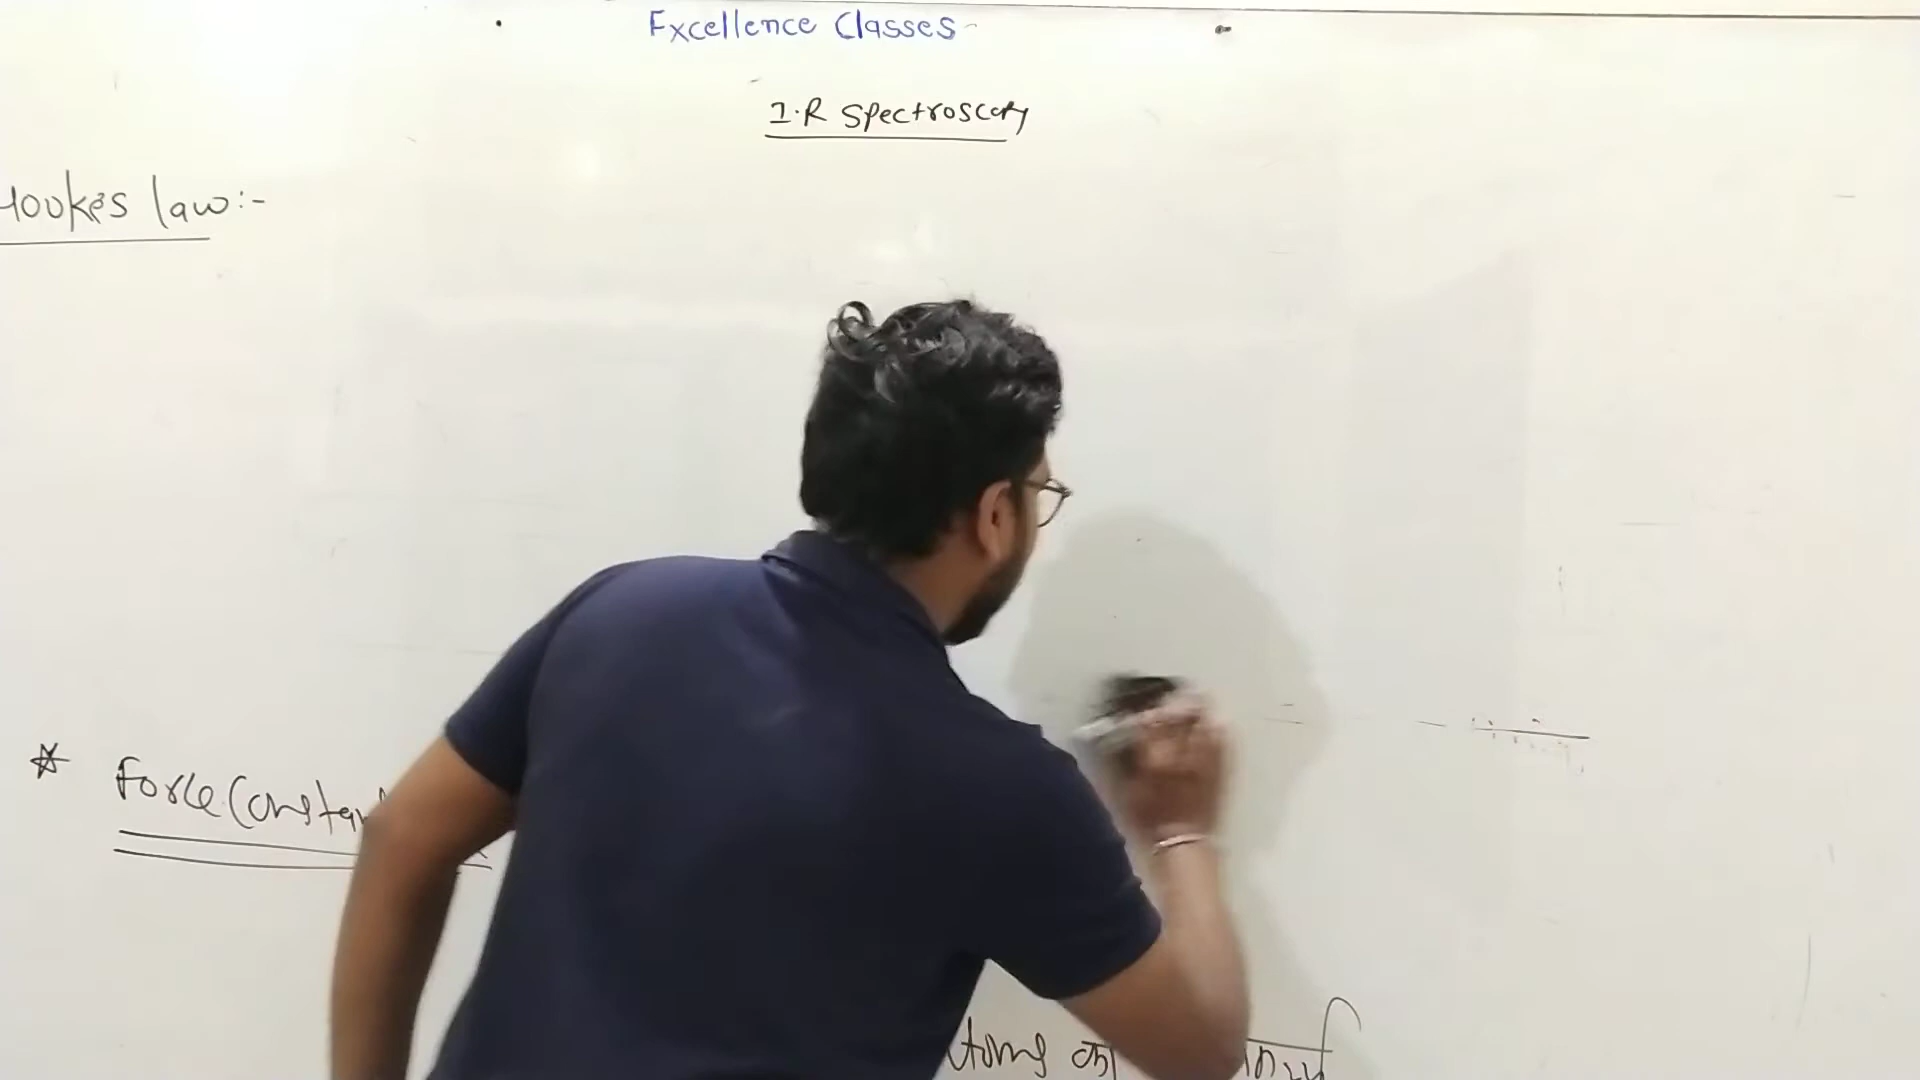 Excellence Classes
I.R Spectroscopy
Hookes law:-
Force Constant
का